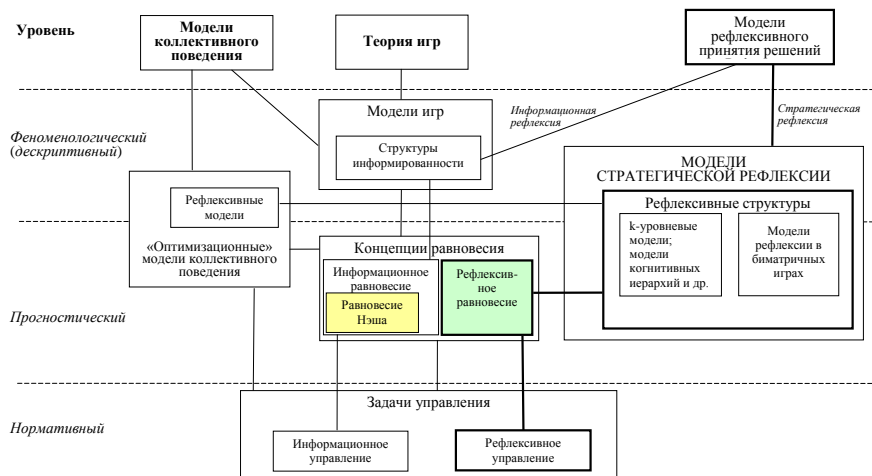 Уровень
Модели
коллективного
поведения
Теория игр
Модели
рефлексивного
принятия решений
Феноменологический
(дескриптивный)
Модели игр
Структуры
информированности
Информационная
рефлексия
Стратегическая
рефлексия
МОДЕЛИ
СТРАТЕГИЧЕСКОЙ РЕФЛЕКСИИ
Рефлексивные
модели
Рефлексивные структуры
k-уровневые
модели;
модели
когнитивных
иерархий и др.
Модели
рефлексии в
биматричных
играх
«Оптимизационные»
модели коллективного
поведения
Концепции равновесия
Информационное
равновесие
Равновесие
Нэша
Рефлексив-
ное
равновесие
Прогностический
Задачи управления
Нормативный
Информационное
управление
Рефлексивное
управление